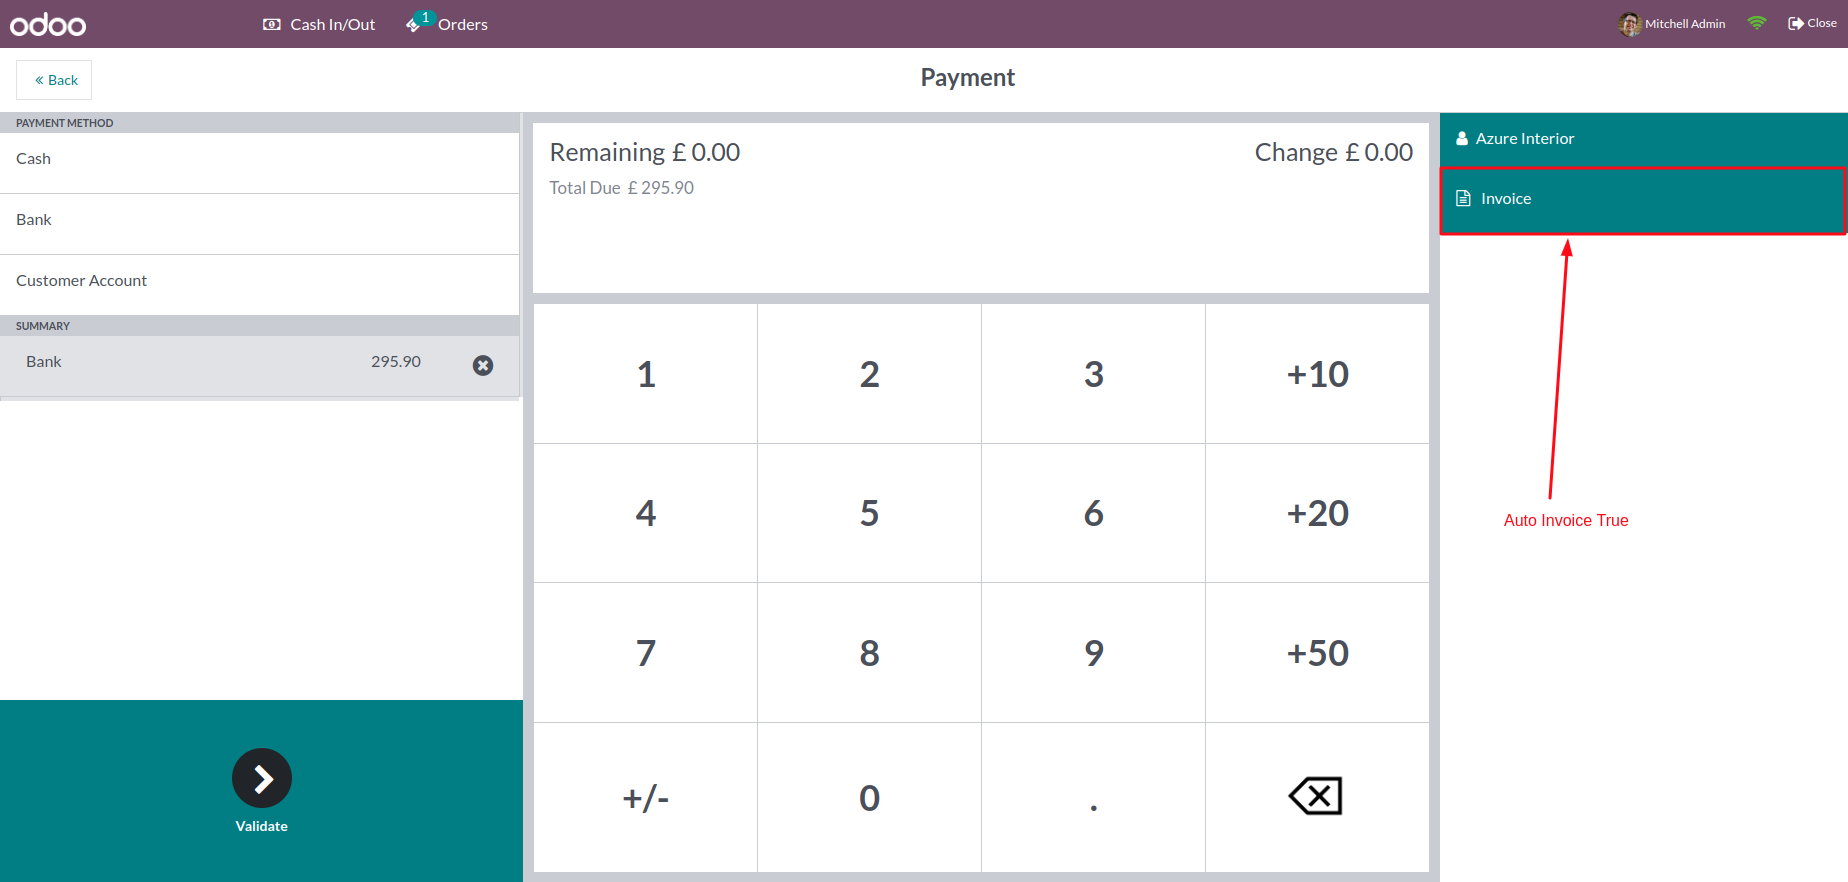 odoo
Cash In/Out
1
Orders
Mitchell Admin
Close
« Back
Payment
PAYMENT METHOD
Cash
Bank
Customer Account
SUMMARY
Bank 295.90
Validate
Remaining £ 0.00
Change £ 0.00
Total Due £ 295.90
1 2 3 +10
4 5 6 +20
7 8 9 +50
+/- 0 .
Azure Interior
Invoice
Auto Invoice True